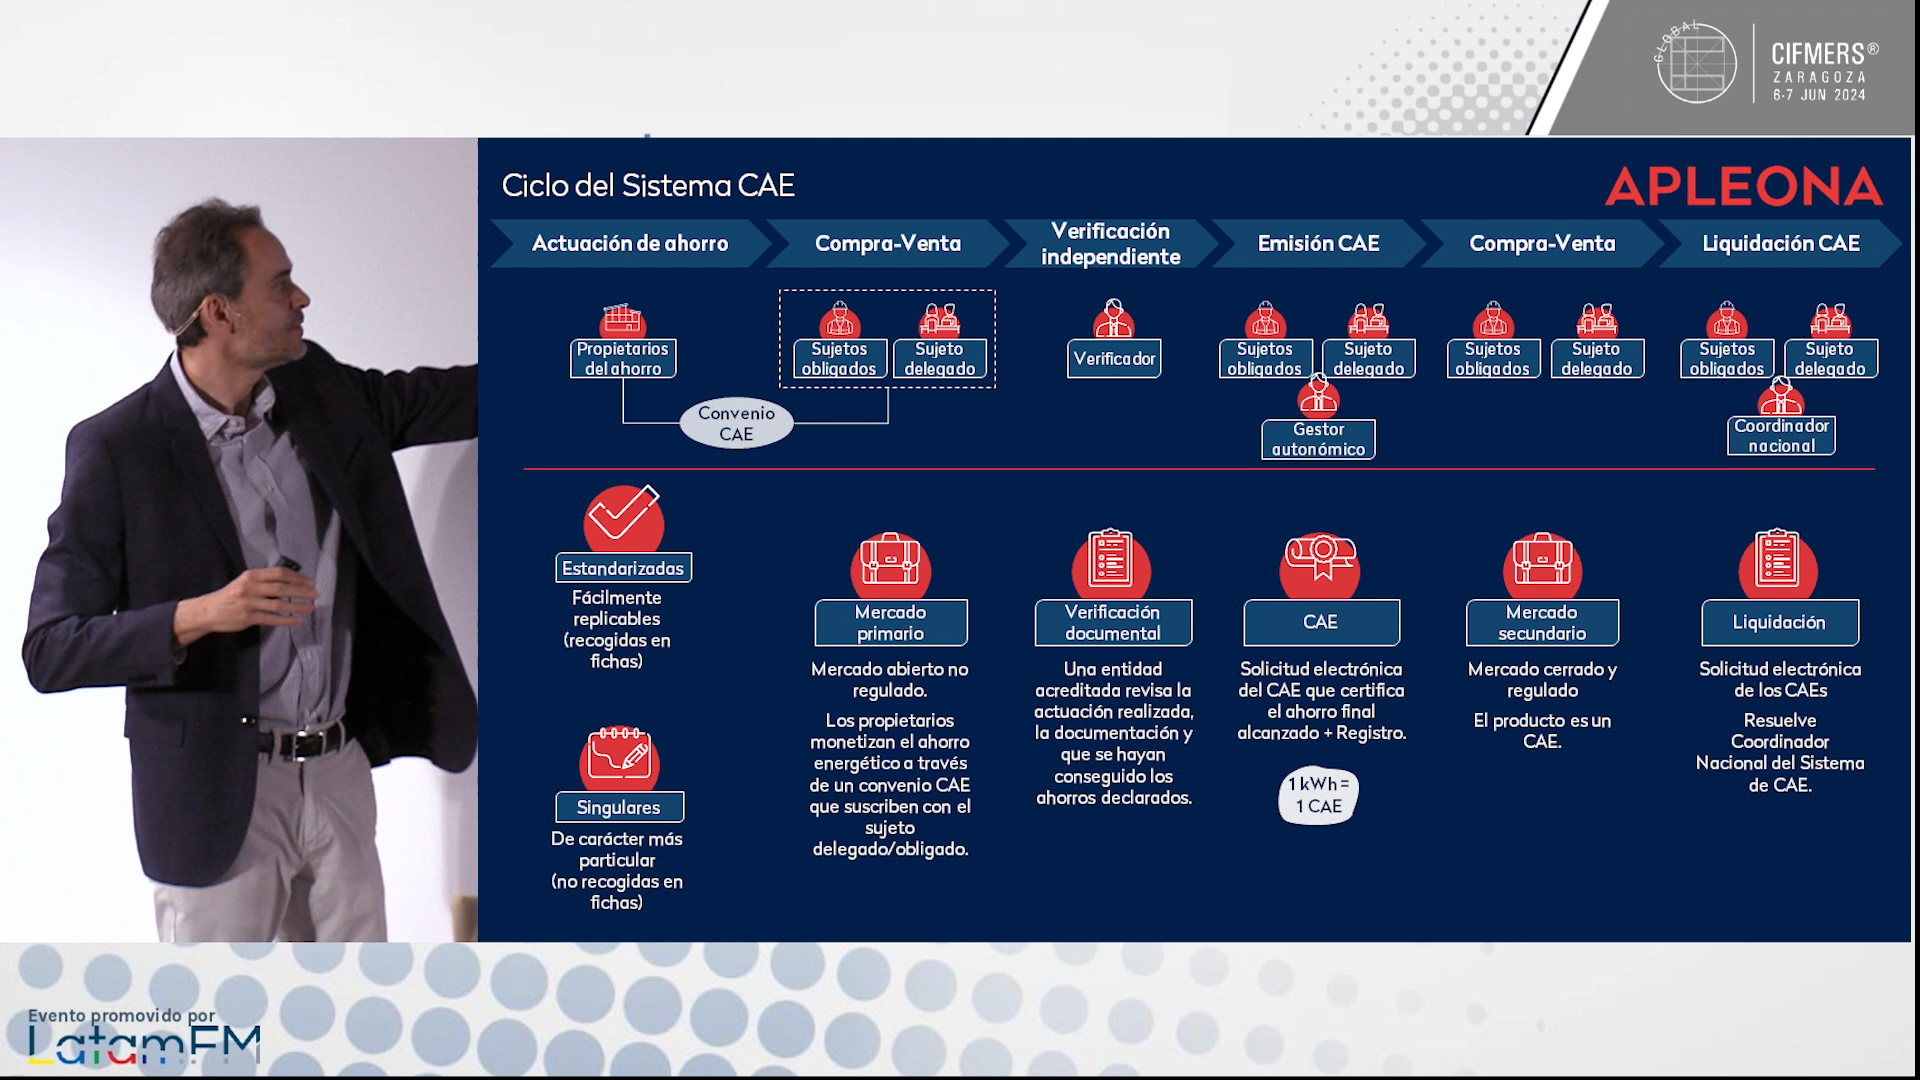 GLOBAL
CIFMERS®
ZARAGOZA
6-7 JUN 2024
Ciclo del Sistema CAE
APLEONA
Actuación de ahorro
Compra-Venta
Verificación
independiente
Emisión CAE
Compra-Venta
Liquidación CAE
Propietarios
del ahorro
Sujetos
obligados
Sujeto
delegado
Convenio
CAE
Verificador
Sujetos
obligados
Sujeto
delegado
Gestor
autonómico
Sujetos
obligados
Sujeto
delegado
Sujetos
obligados
Sujeto
delegado
Coordinador
nacional
Estandarizadas
Fácilmente
replicables
(recogidas en
fichas)
Singulares
De carácter más
particular
(no recogidas en
fichas)
Mercado
primario
Mercado abierto no
regulado.
Los propietarios
monetizan el ahorro
energético a través
de un convenio CAE
que suscriben con el
sujeto
delegado/obligado.
Verificación
documental
Una entidad
acreditada revisa la
actuación realizada,
la documentación y
que se hayan
conseguido los
ahorros declarados.
CAE
Solicitud electrónica
del CAE que certifica
el ahorro final
alcanzado + Registro.
1 kWh =
1 CAE
Mercado
secundario
Mercado cerrado y
regulado
El producto es un
CAE.
Liquidación
Solicitud electrónica
de los CAEs
Resuelve
Coordinador
Nacional del Sistema
de CAE.
Evento promovido por
LatamFM